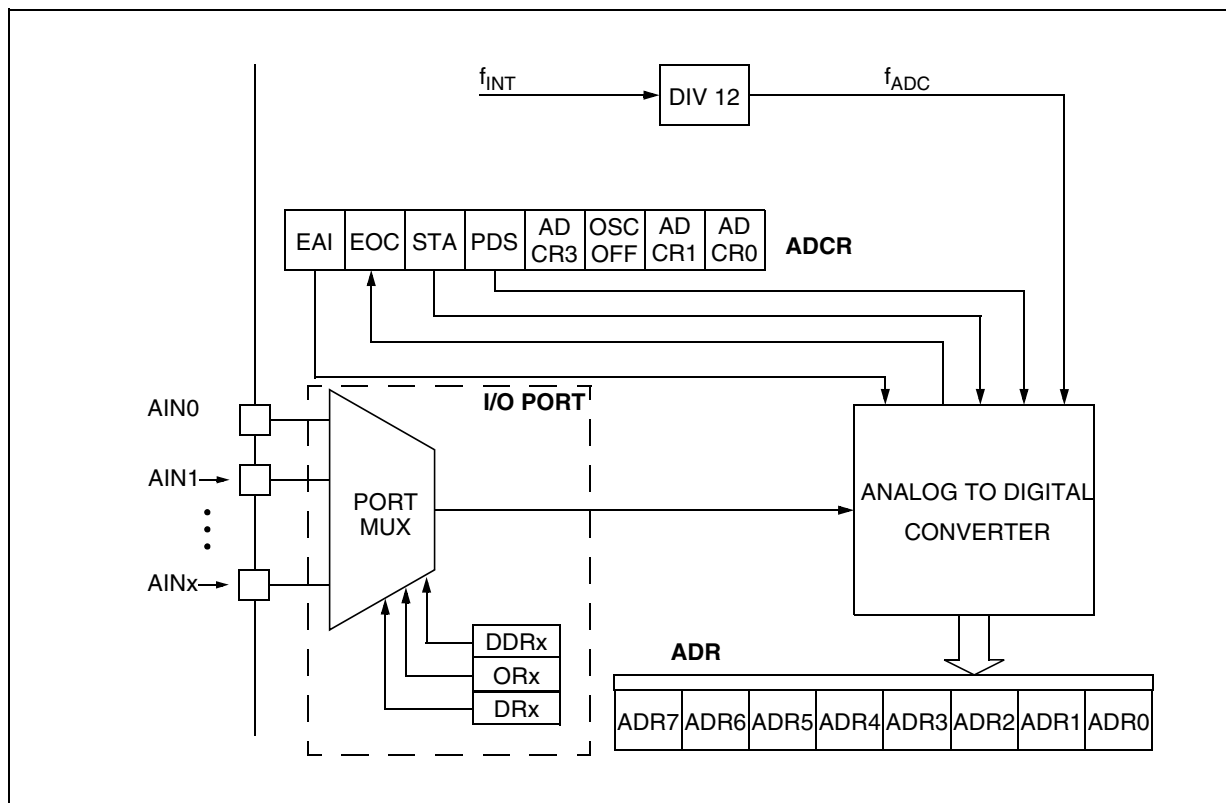 fINT
DIV 12
fADC
EAI EOC STA PDS AD CR3 OSC OFF AD CR1 AD CR0
ADCR
I/O PORT
AIN0
AIN1
AINx
PORT
MUX
ANALOG TO DIGITAL
CONVERTER
DDRx
ORx
DRx
ADR
ADR7 ADR6 ADR5 ADR4 ADR3 ADR2 ADR1 ADR0